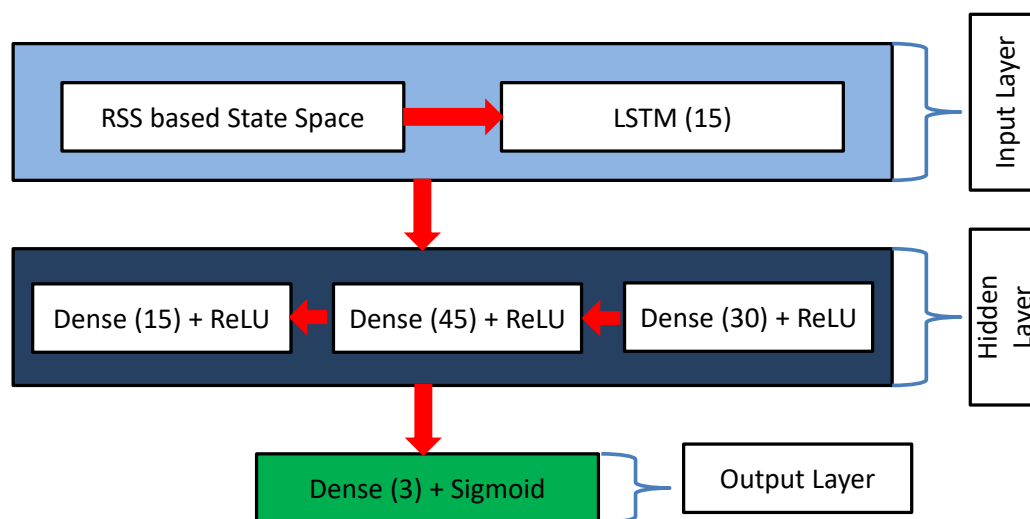 RSS based State Space
LSTM (15)
Input Layer
Dense (15) + ReLU
Dense (45) + ReLU
Dense (30) + ReLU
Hidden
Layer
Dense (3) + Sigmoid
Output Layer